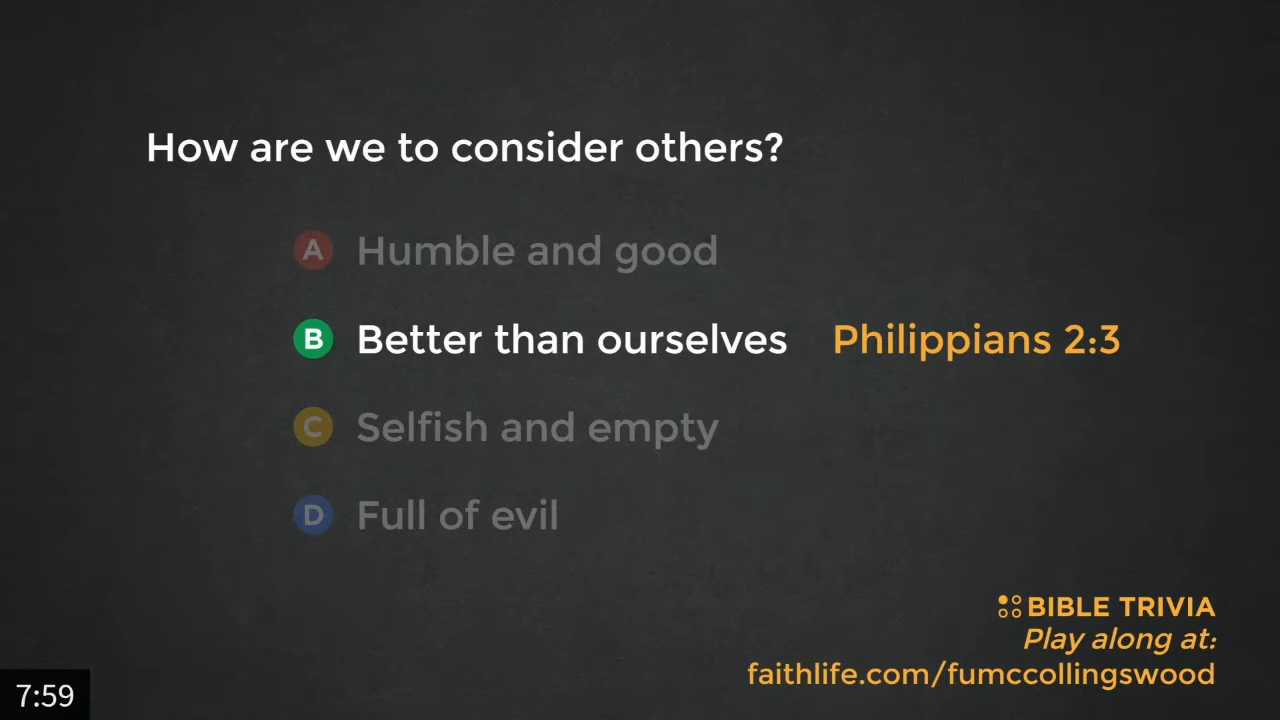 How are we to consider others?
A Humble and good
B Better than ourselves Philippians 2:3
C Selfish and empty
D Full of evil
BIBLE TRIVIA
Play along at:
faithlife.com/fumccollingswood
7:59